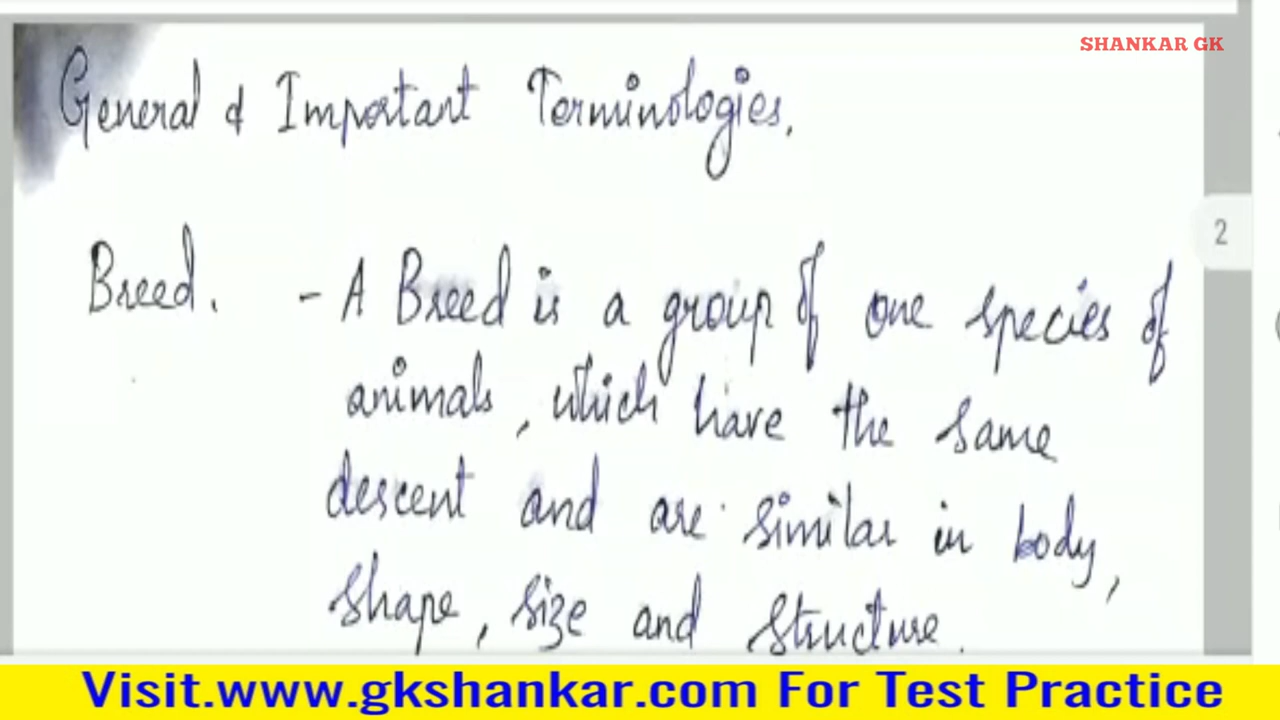 SHANKAR GK
General & Important Terminologies.
2
Breed. - A Breed is a group of one species of
animals, which have the same
descent and are similar in body,
shape, size and structure.
Visit.www.gkshankar.com For Test Practice